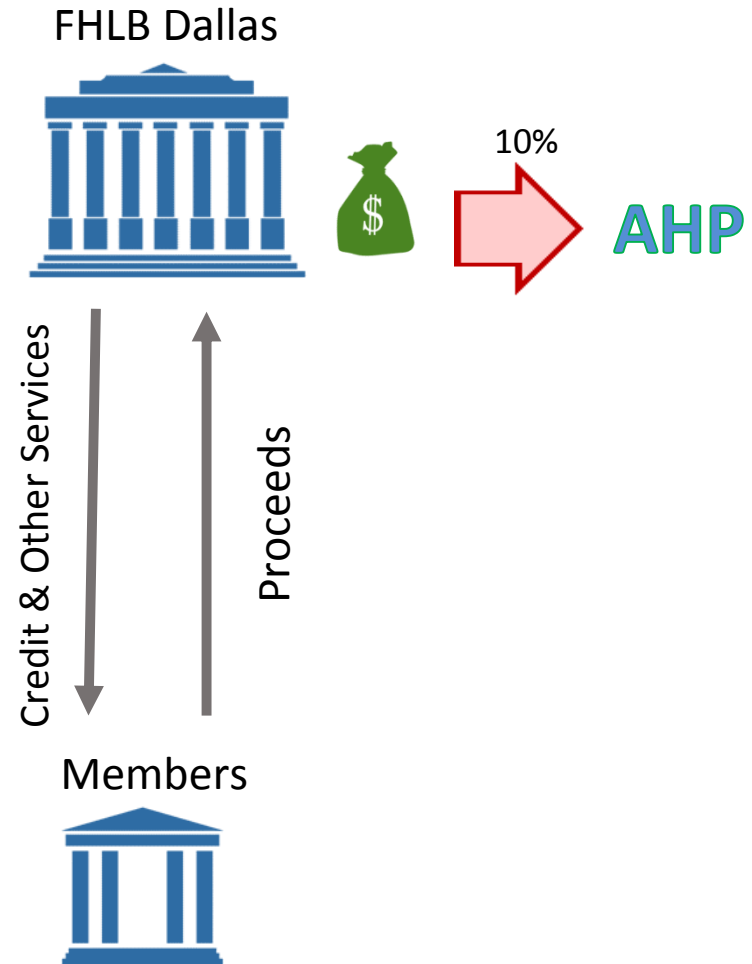 FHLB Dallas
$
10%
AHP
Credit & Other Services
Proceeds
Members